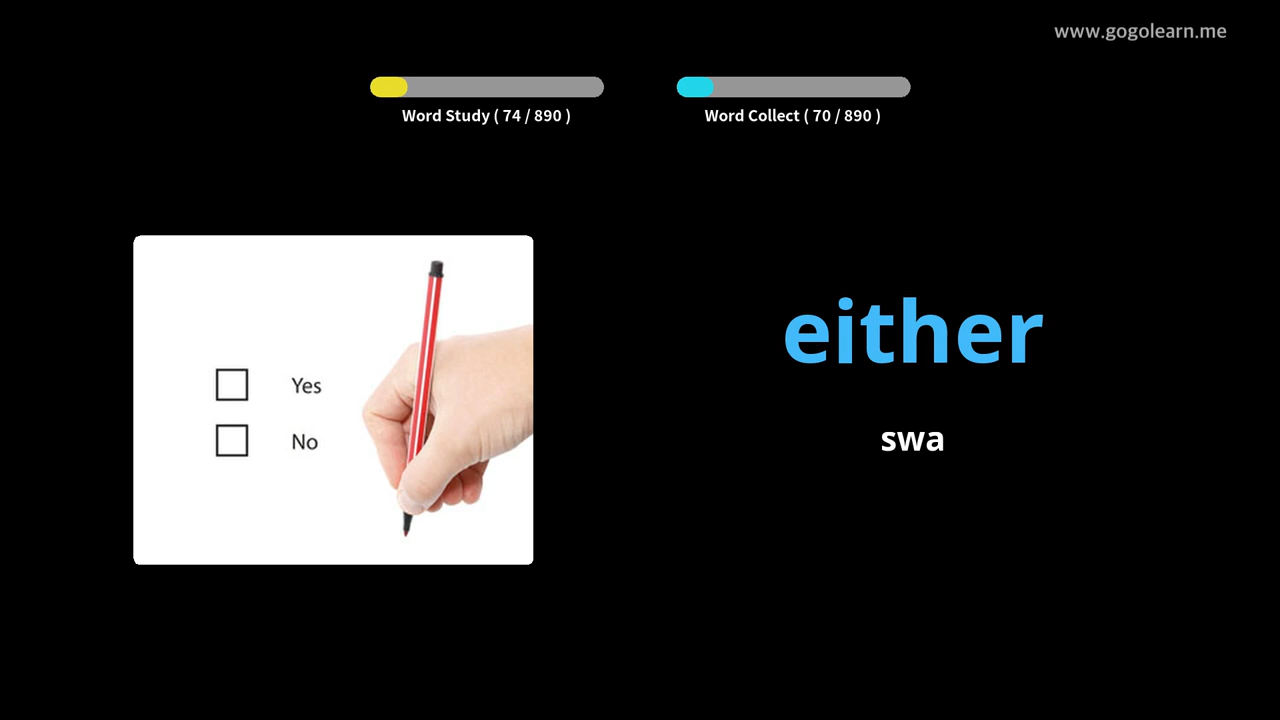 www.gogolearn.me
Word Study ( 74 / 890 )
Word Collect ( 70 / 890 )
Yes
No
either
swa